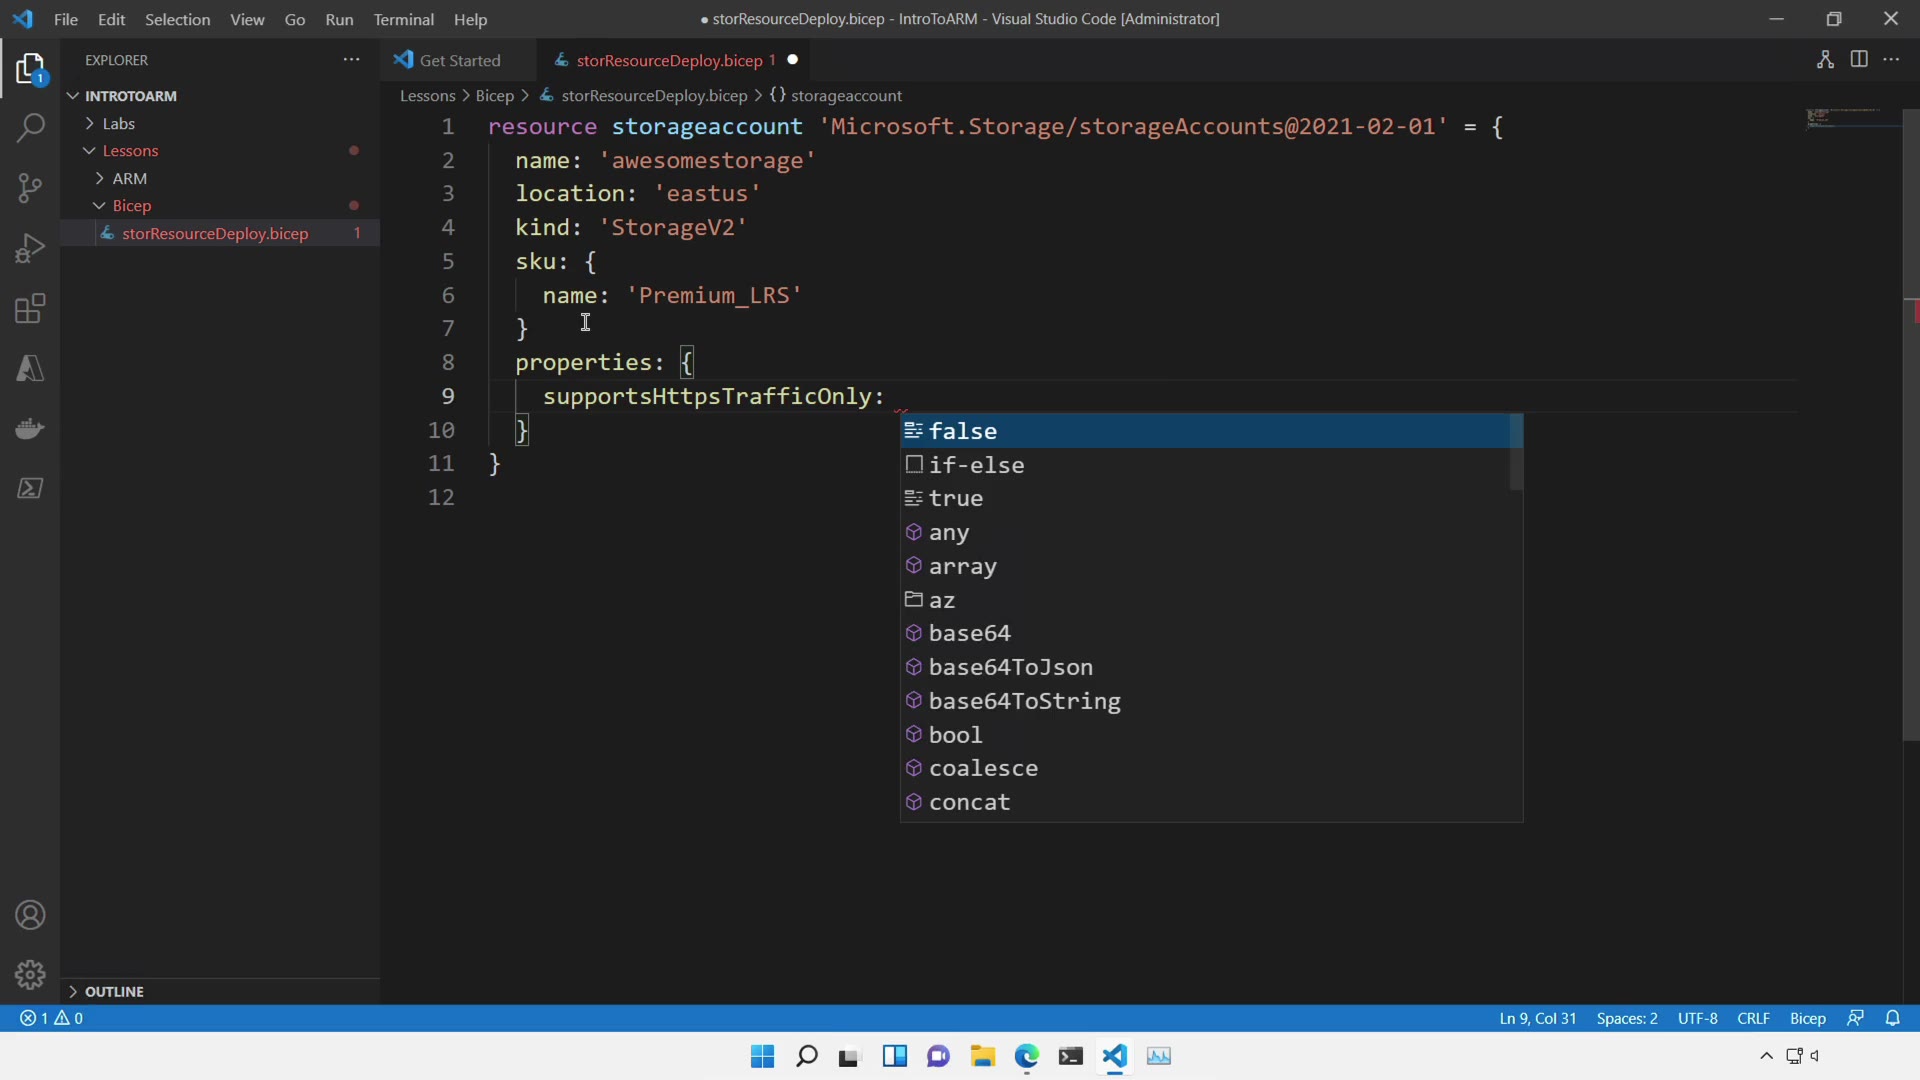 File Edit Selection View Go Run Terminal Help
● storResourceDeploy.bicep - IntroToARM - Visual Studio Code [Administrator]
EXPLORER
Get Started
storResourceDeploy.bicep 1
1
INTROTOARM
Labs
Lessons
ARM
Bicep
storResourceDeploy.bicep 1
Lessons > Bicep > storResourceDeploy.bicep > {} storageaccount
1 resource storageaccount 'Microsoft.Storage/storageAccounts@2021-02-01' = {
2 name: 'awesomestorage'
3 location: 'eastus'
4 kind: 'StorageV2'
5 sku: {
6 name: 'Premium_LRS'
7 }
8 properties: {
9 supportsHttpsTrafficOnly:
10 }
11 }
12
false
if-else
true
any
array
az
base64
base64ToJson
base64ToString
bool
coalesce
concat
OUTLINE
1 0
Ln 9, Col 31 Spaces: 2 UTF-8 CRLF Bicep